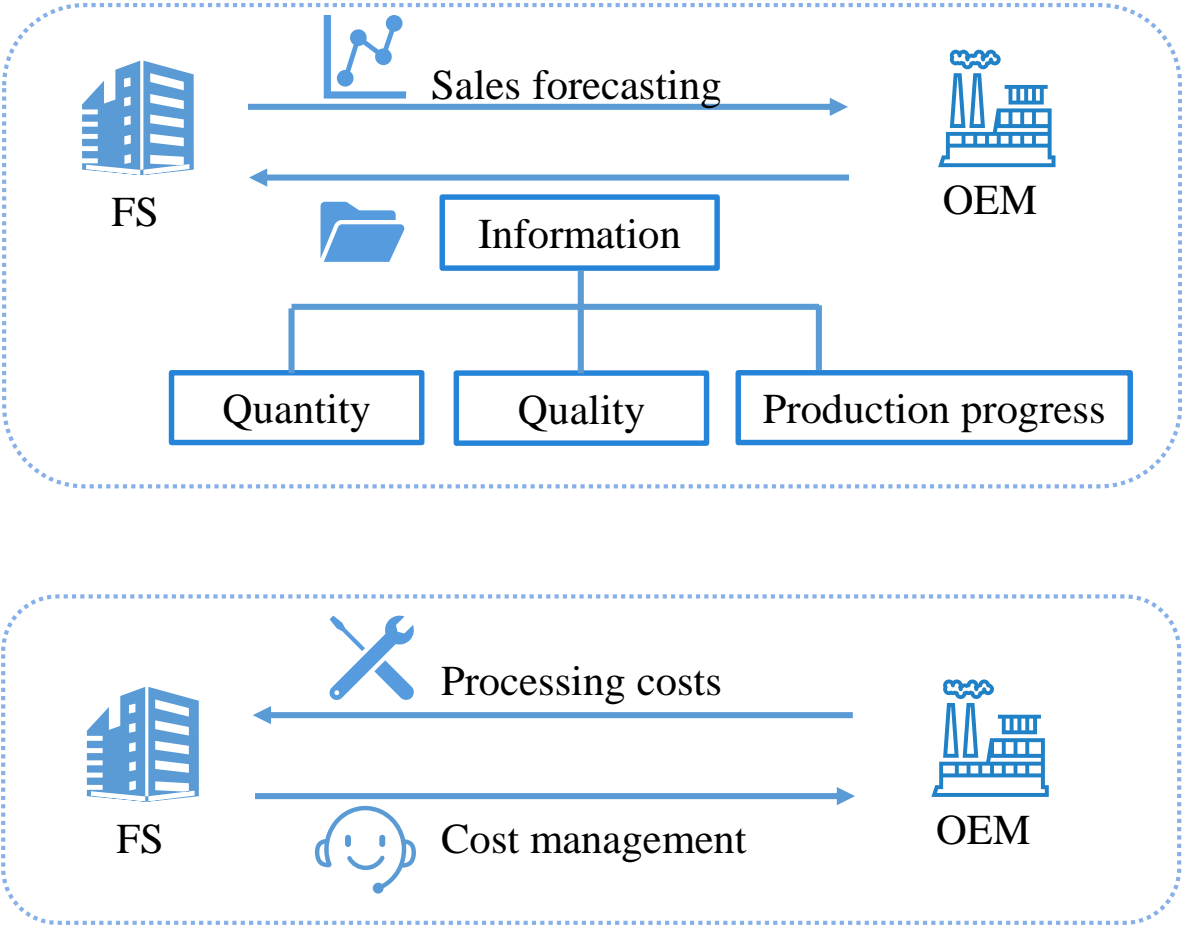 Sales forecasting
FS
OEM
Information
Quantity
Quality
Production progress
Processing costs
FS
OEM
Cost management